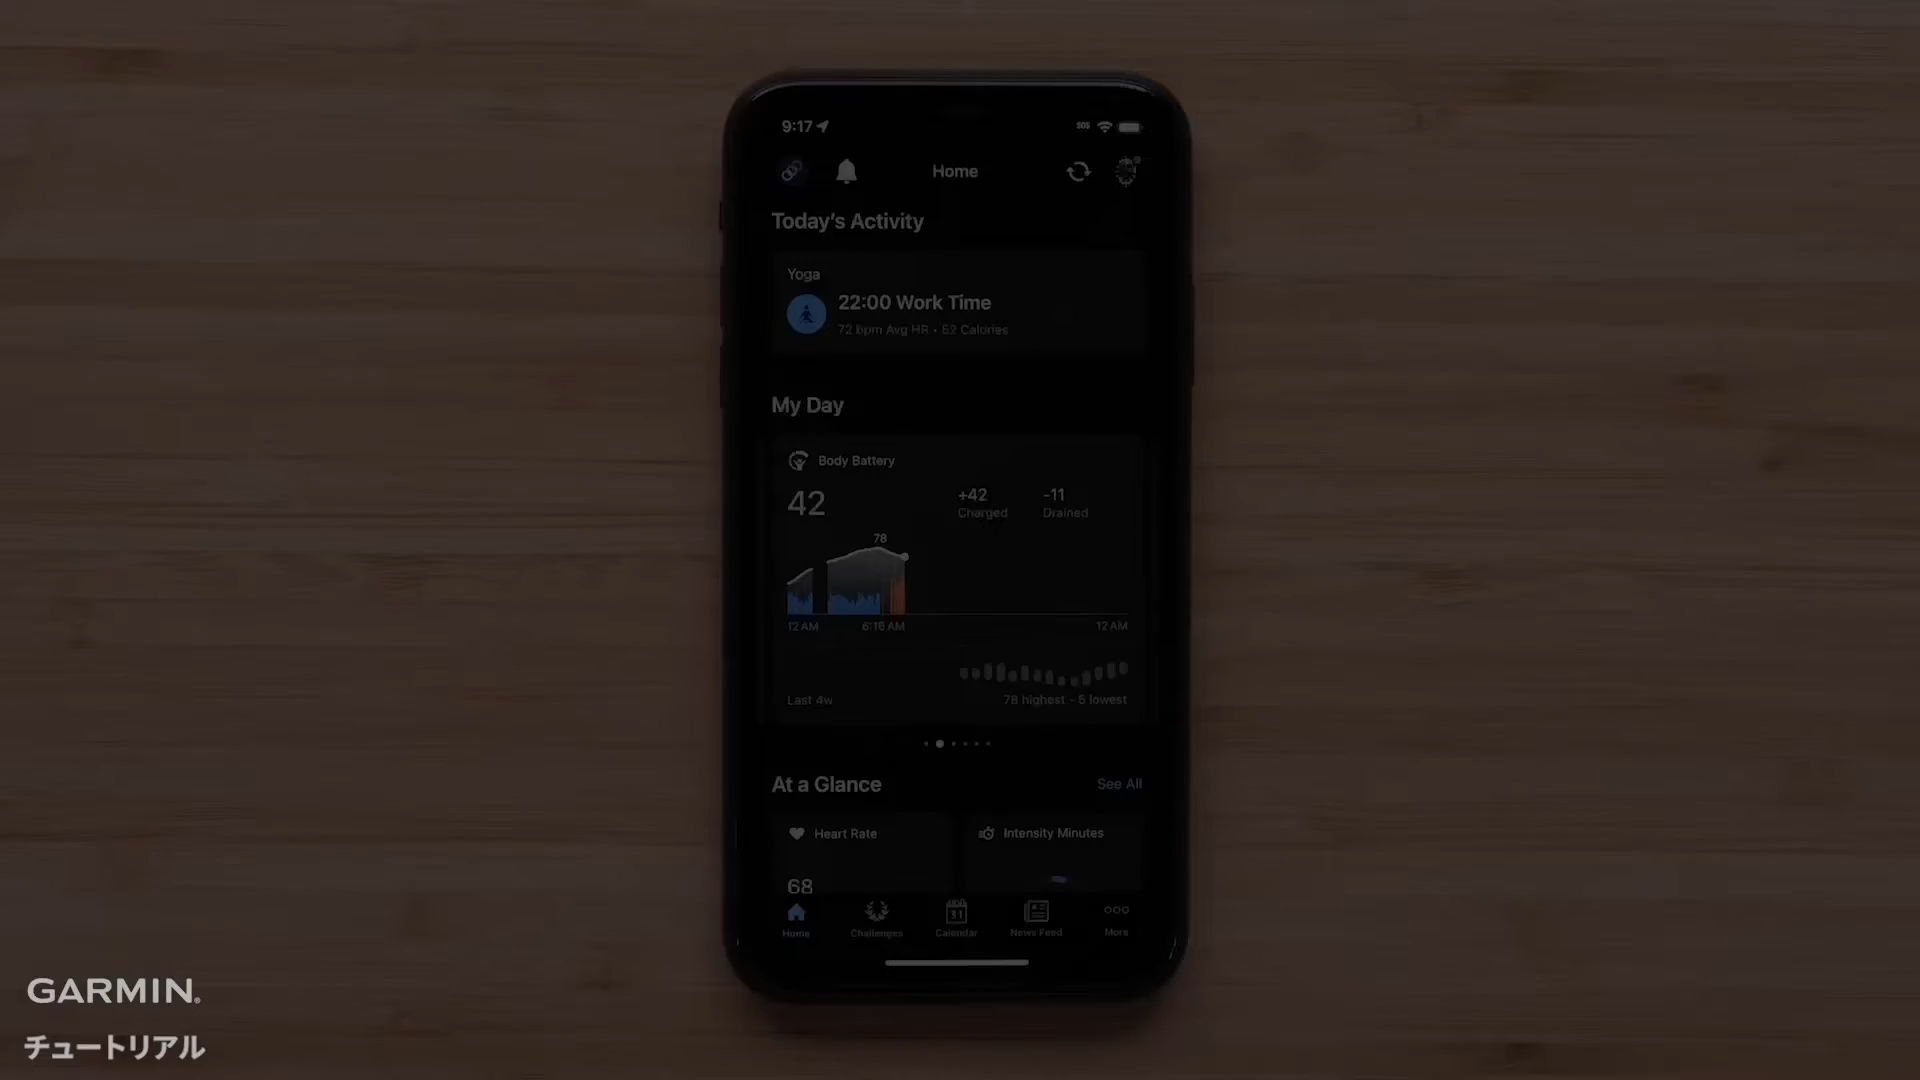 9:17
SOS
Home
Today's Activity
Yoga
22:00 Work Time
72 bpm Avg HR • 52 Calories
My Day
Body Battery
42
+42
Charged
-11
Drained
78
12 AM
6:16 AM
12 AM
Last 4w
78 highest - 5 lowest
At a Glance
See All
Heart Rate
Intensity Minutes
68
31
Home
Challenges
Calendar
News Feed
More
GARMIN®
チュートリアル